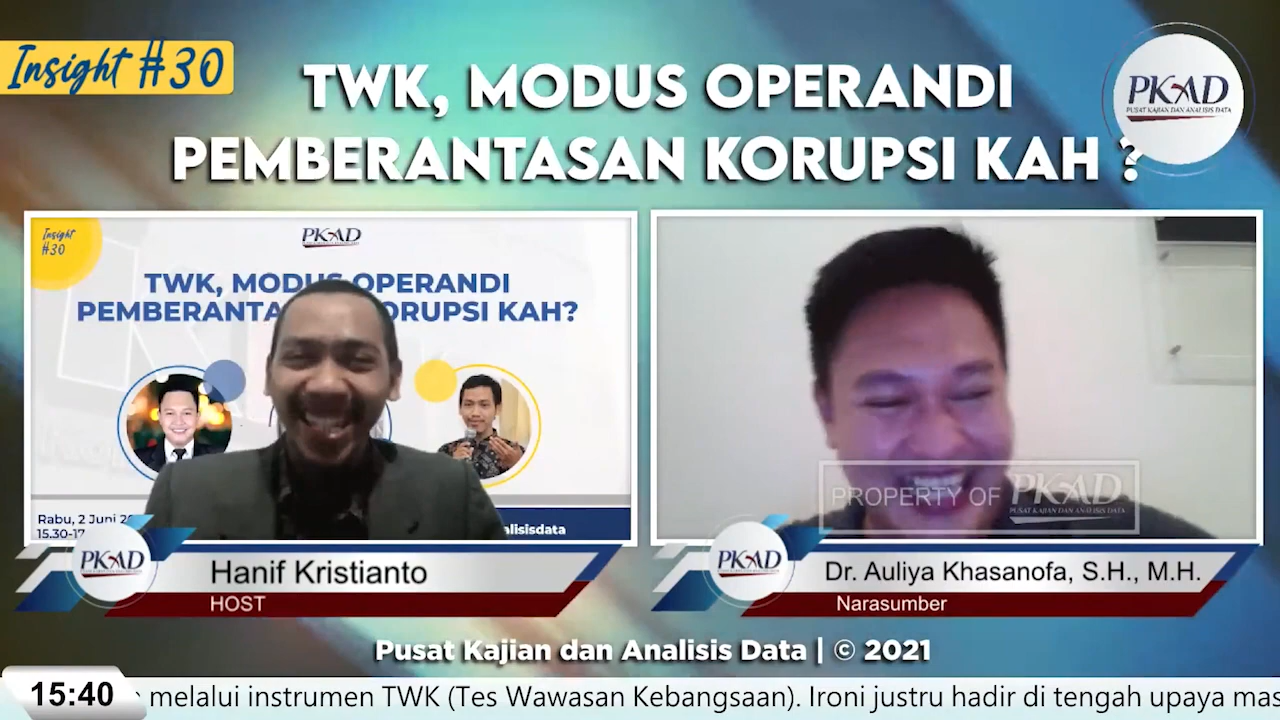 Insight #30
TWK, MODUS OPERANDI
PEMBERANTASAN KORUPSI KAH ?
PKAD
PUSAT KAJIAN DAN ANALISIS DATA
Insight
#30
PKAD
TWK, MODUS OPERANDI
PEMBERANTA ORUPSI KAH?
Rabu, 2 Juni 20
15.30-17
alisisdata
PROPERTY OF PKAD
PUSAT KAJIAN DAN ANALISIS DATA
PKAD
Hanif Kristianto
HOST
PKAD
Dr. Auliya Khasanofa, S.H., M.H.
Narasumber
Pusat Kajian dan Analisis Data | © 2021
15:40
melalui instrumen TWK (Tes Wawasan Kebangsaan). Ironi justru hadir di tengah upaya mas